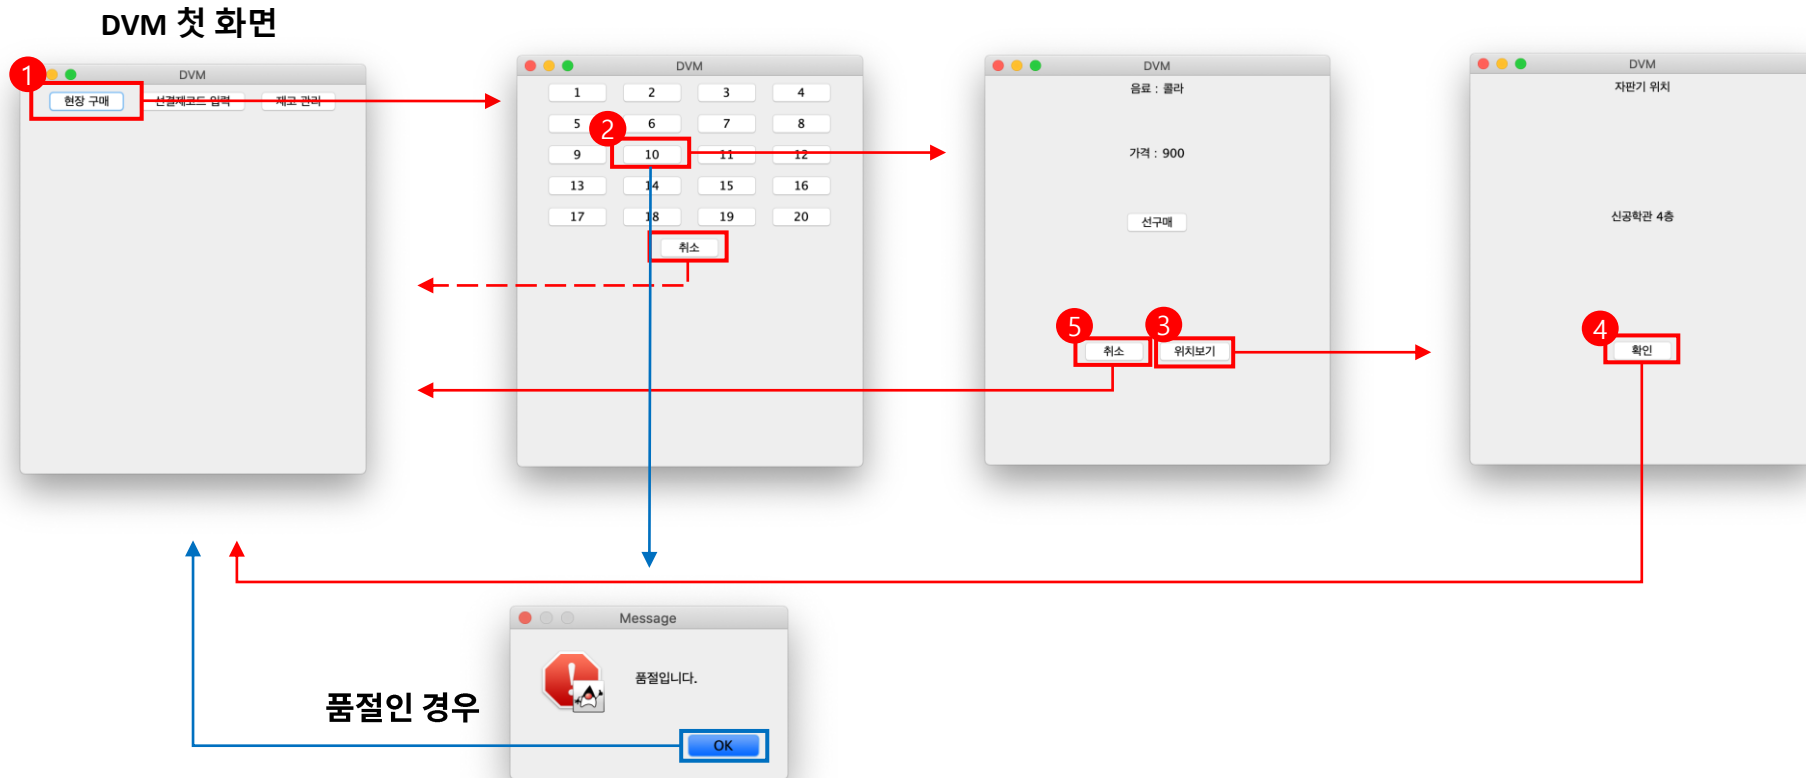 DVM 첫 화면
1
DVM
현장 구매 선결제코드 입력 재고 관리
DVM
1 2 3 4
5 6 7 8
2
9 10 11 12
13 14 15 16
17 18 19 20
취소
DVM
음료 : 콜라
가격 : 900
선구매
5 3
취소 위치보기
DVM
자판기 위치
신공학관 4층
4
확인
품절인 경우
Message
품절입니다.
OK